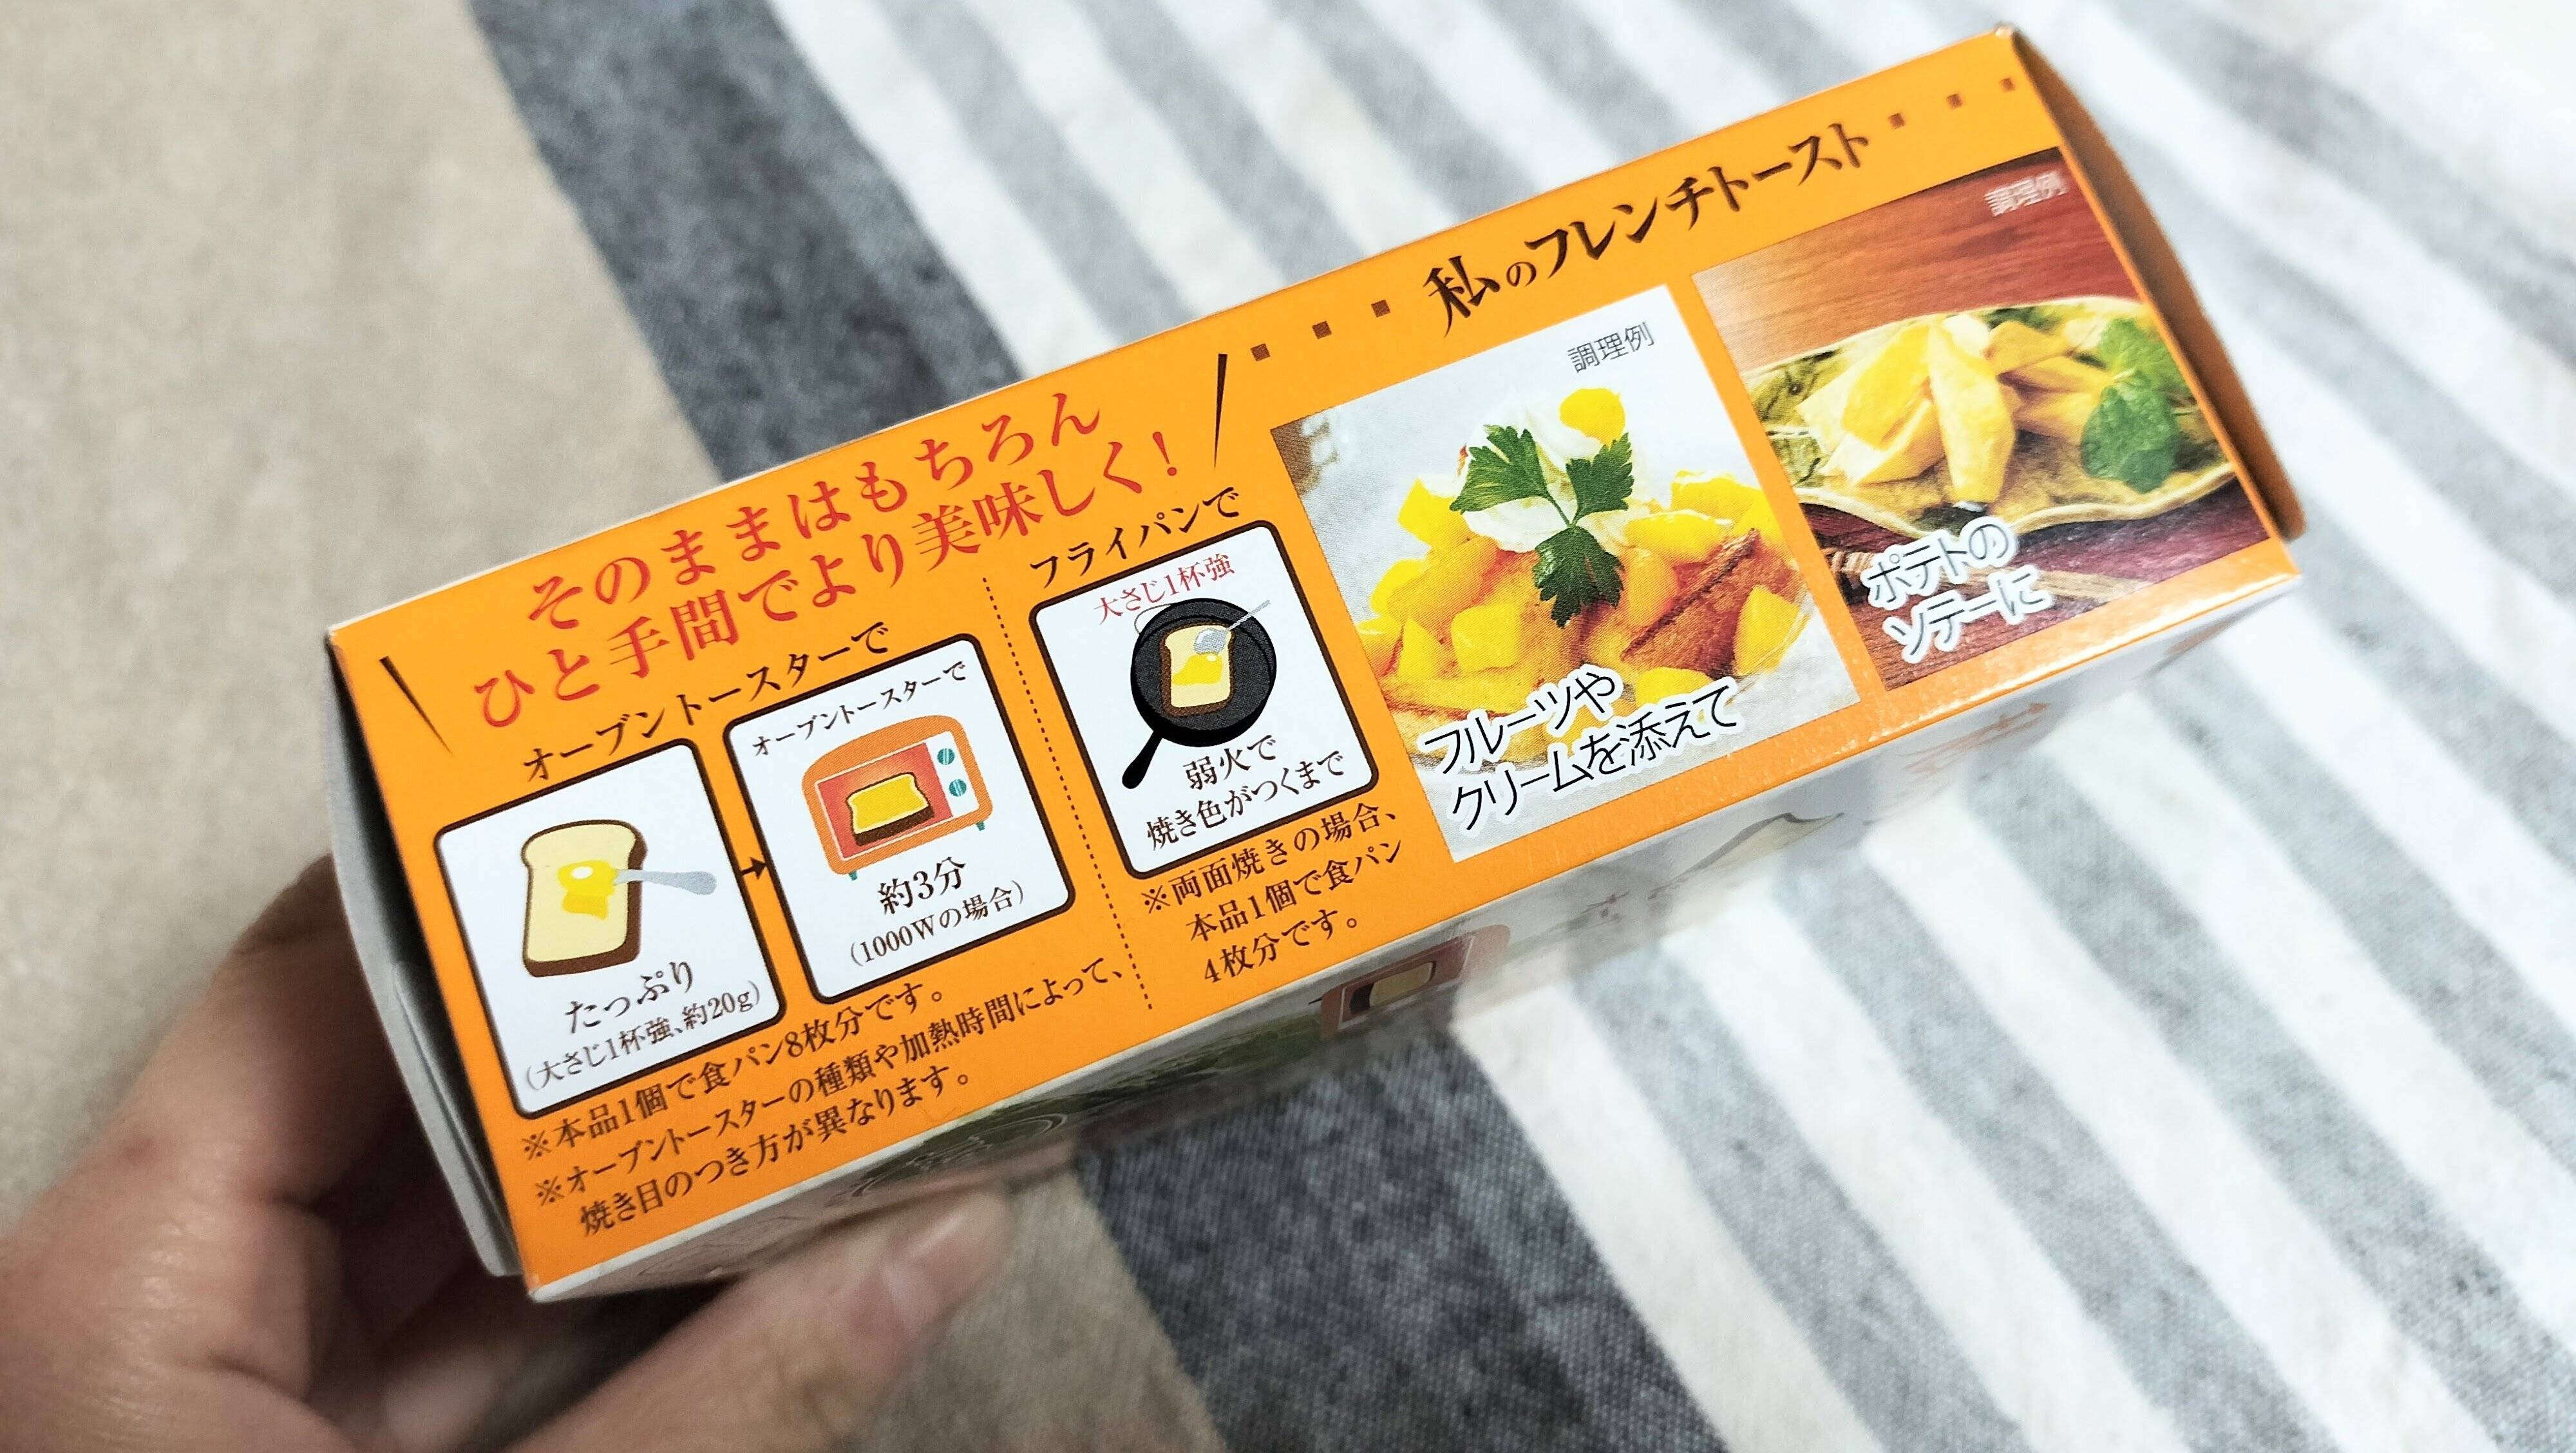 そのままはもちろん
ひと手間でより美味しく!
オーブントースターで
たっぷり
(大さじ1杯強、約20g)
オーブントースターで
約3分
(1000Wの場合)
※本品1個で食パン8枚分です。
※オーブントースターの種類や加熱時間によって、
焼き目のつき方が異なります。
フライパンで
大さじ1杯強
弱火で
焼き色がつくまで
※両面焼きの場合、
本品1個で食パン
4枚分です。
私のフレンチトースト
調理例
フルーツや
クリームを添えて
調理例
ポテトの
ソテーに